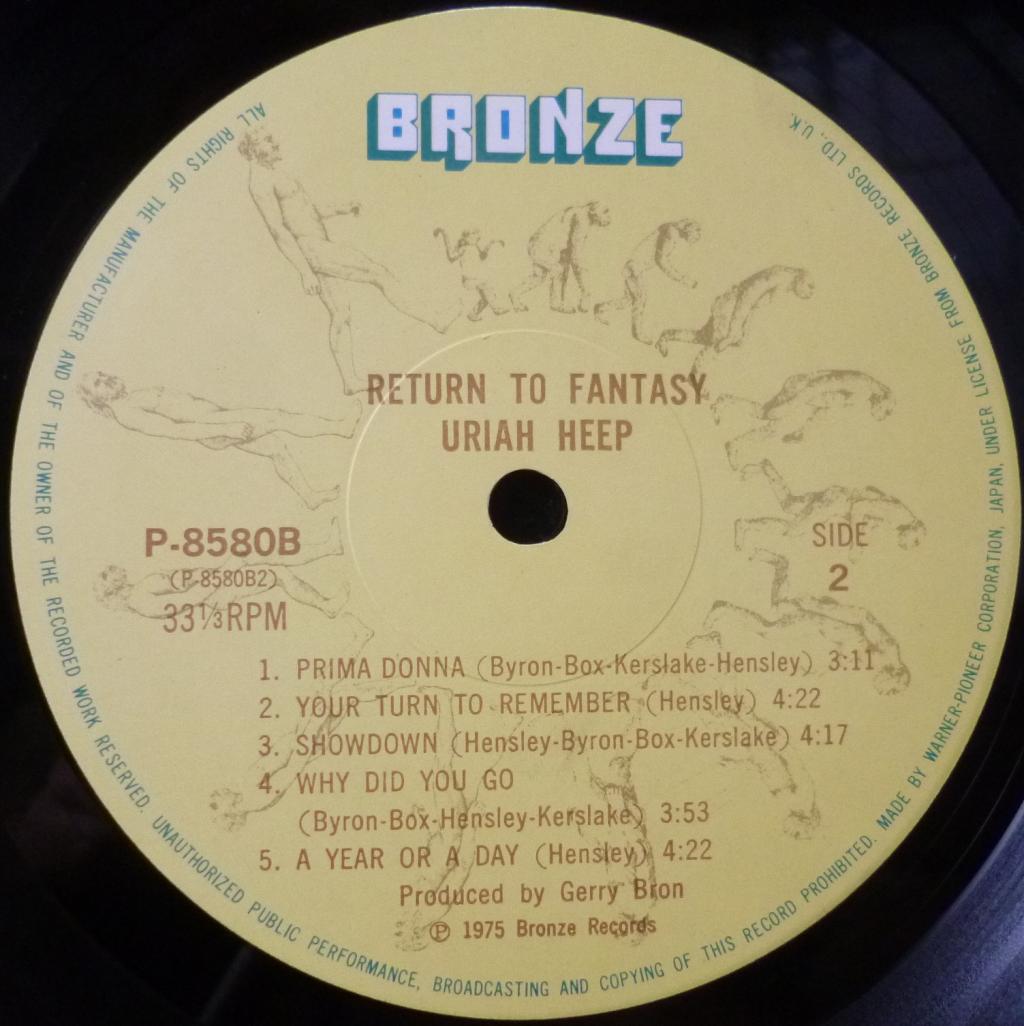 BRONZE
RETURN TO FANTASY
URIAH HEEP
P-8580B
(P-8580B2)
33⅓RPM
SIDE
2
1. PRIMA DONNA (Byron-Box-Kerslake-Hensley) 3:11
2. YOUR TURN TO REMEMBER (Hensley) 4:22
3. SHOWDOWN (Hensley-Byron-Box-Kerslake) 4:17
4. WHY DID YOU GO
(Byron-Box-Hensley-Kerslake) 3:53
5. A YEAR OR A DAY (Hensley) 4:22
Produced by Gerry Bron
Ⓟ 1975 Bronze Records
ALL RIGHTS OF THE MANUFACTURER AND OF THE OWNER OF THE RECORDED WORK RESERVED. UNAUTHORIZED PUBLIC PERFORMANCE, BROADCASTING AND COPYING OF THIS RECORD PROHIBITED. MADE BY WARNER-PIONEER CORPORATION, JAPAN, UNDER LICENSE FROM BRONZE RECORDS LTD., U.K.